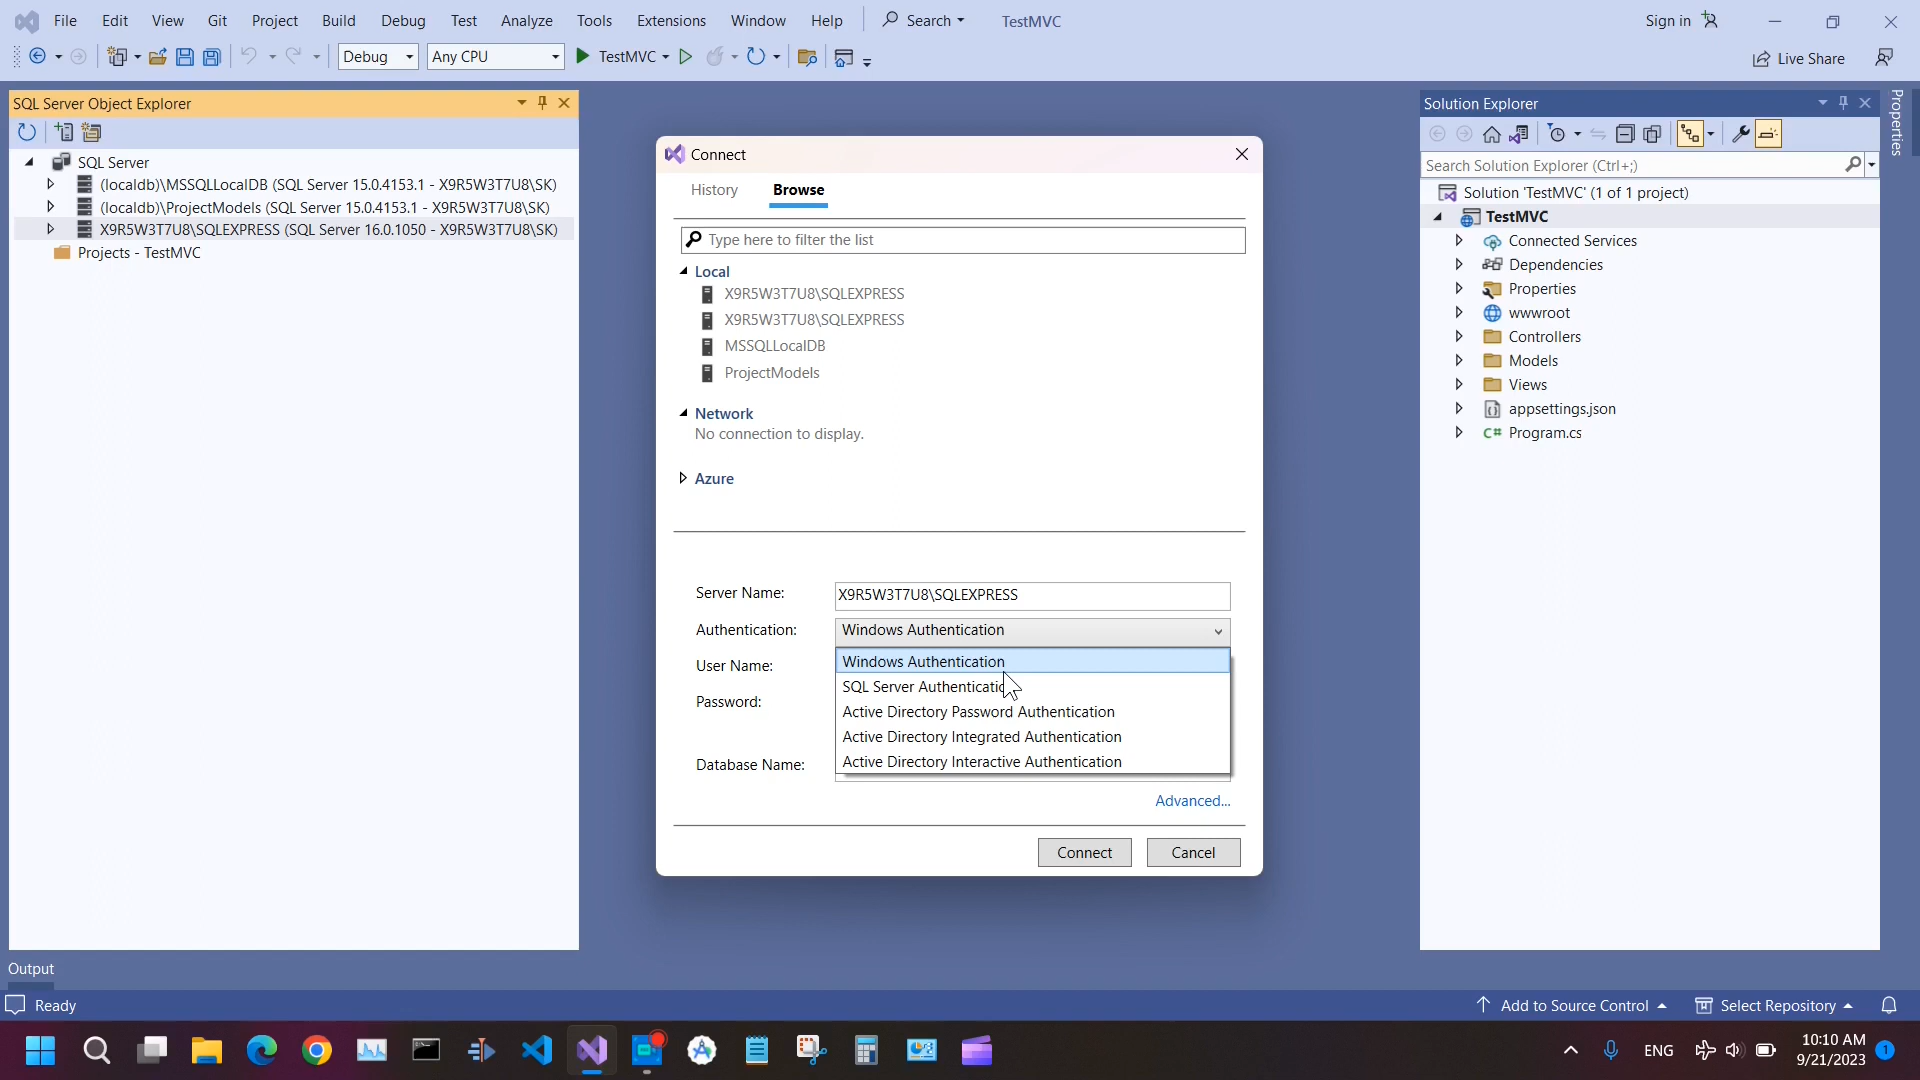 File Edit View Git Project Build Debug Test Analyze Tools Extensions Window Help Search TestMVC Sign in
Debug Any CPU TestMVC Live Share
SQL Server Object Explorer
SQL Server
(localdb)\MSSQLLocalDB (SQL Server 15.0.4153.1 - X9R5W3T7U8\SK)
(localdb)\ProjectModels (SQL Server 15.0.4153.1 - X9R5W3T7U8\SK)
X9R5W3T7U8\SQLEXPRESS (SQL Server 16.0.1050 - X9R5W3T7U8\SK)
Projects - TestMVC
Connect
History Browse
Type here to filter the list
Local
X9R5W3T7U8\SQLEXPRESS
X9R5W3T7U8\SQLEXPRESS
MSSQLLocalDB
ProjectModels
Network
No connection to display.
Azure
Server Name: X9R5W3T7U8\SQLEXPRESS
Authentication: Windows Authentication
User Name: Windows Authentication
SQL Server Authentication
Password: Active Directory Password Authentication
Active Directory Integrated Authentication
Database Name: Active Directory Interactive Authentication
Advanced...
Connect Cancel
Solution Explorer
Search Solution Explorer (Ctrl+;)
Solution 'TestMVC' (1 of 1 project)
TestMVC
Connected Services
Dependencies
Properties
wwwroot
Controllers
Models
Views
appsettings.json
C# Program.cs
Properties
Output
Ready Add to Source Control Select Repository
ENG 10:10 AM
9/21/2023 1